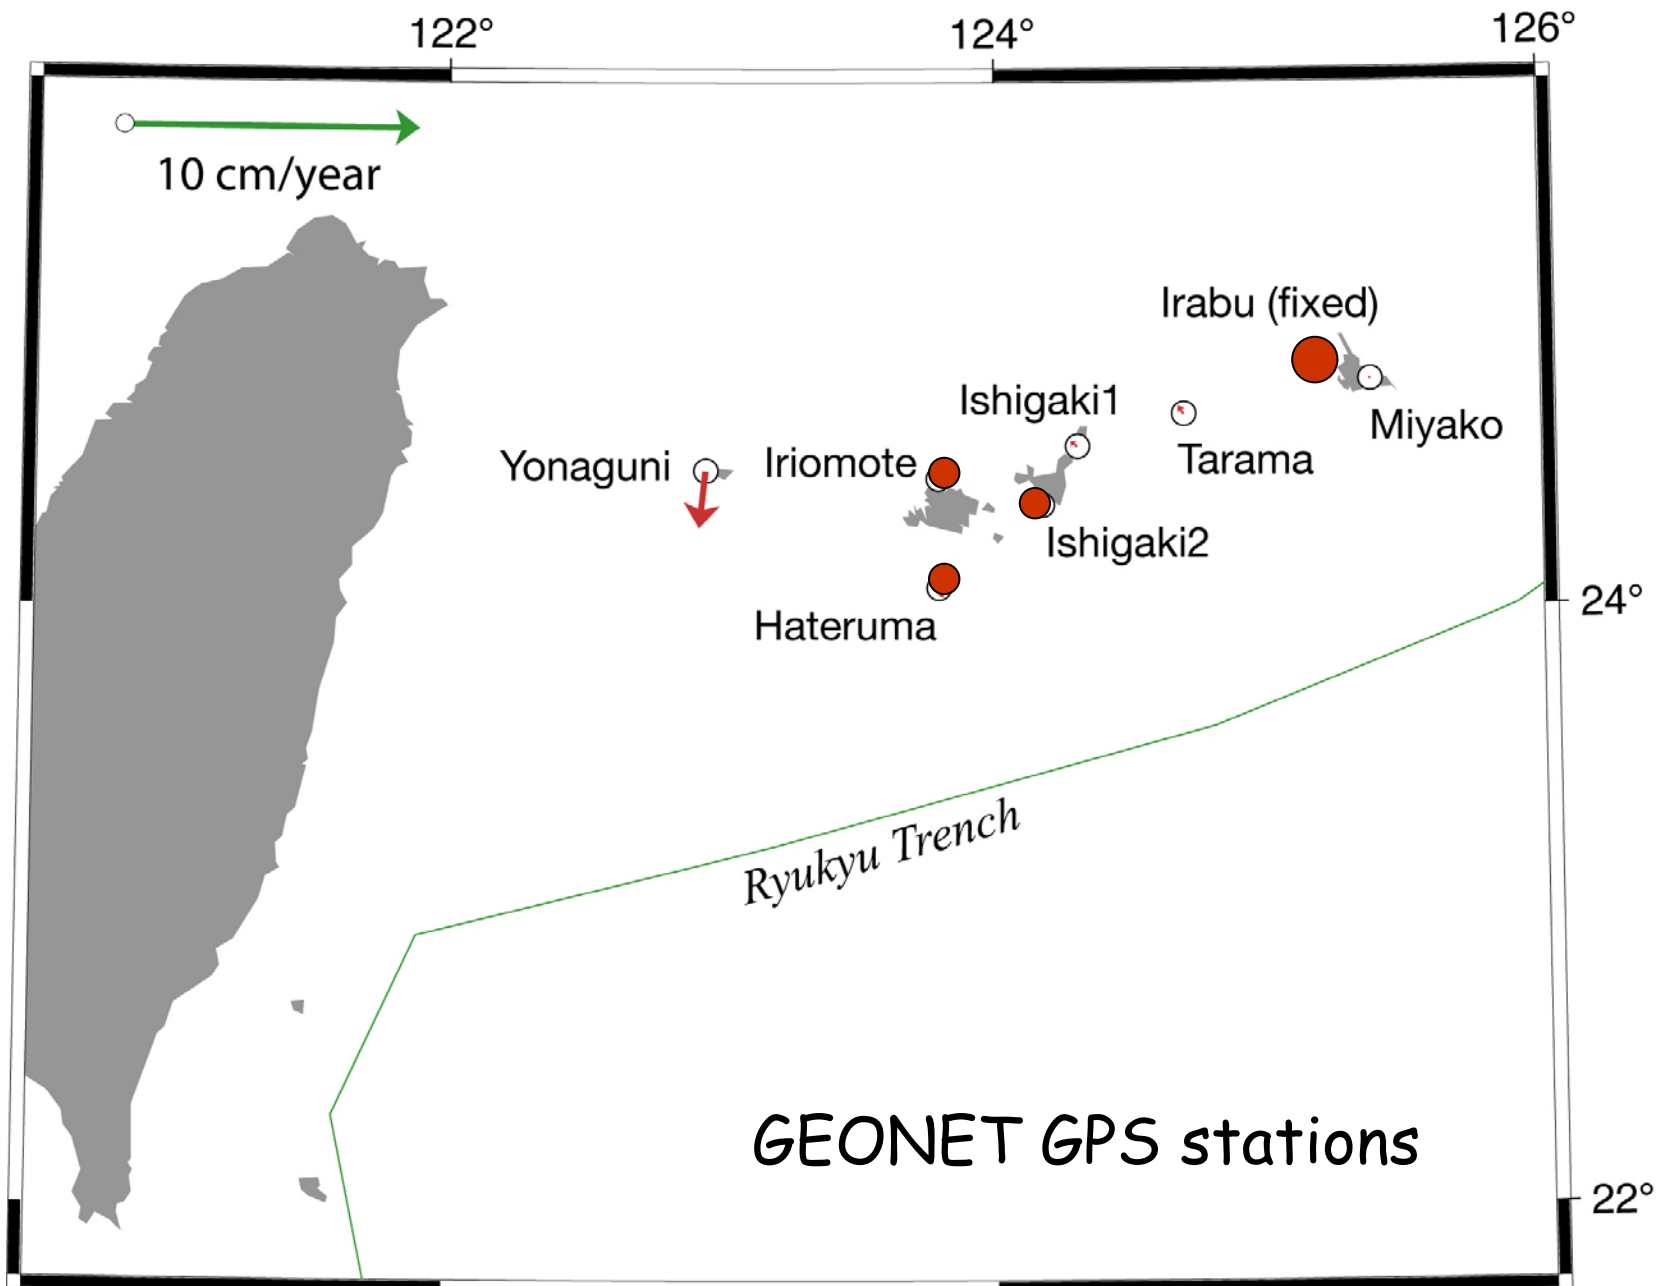 122°
124°
126°
10 cm/year
Irabu (fixed)
Ishigaki1
Miyako
Yonaguni
Iriomote
Tarama
Ishigaki2
24°
Hateruma
Ryukyu Trench
GEONET GPS stations
22°